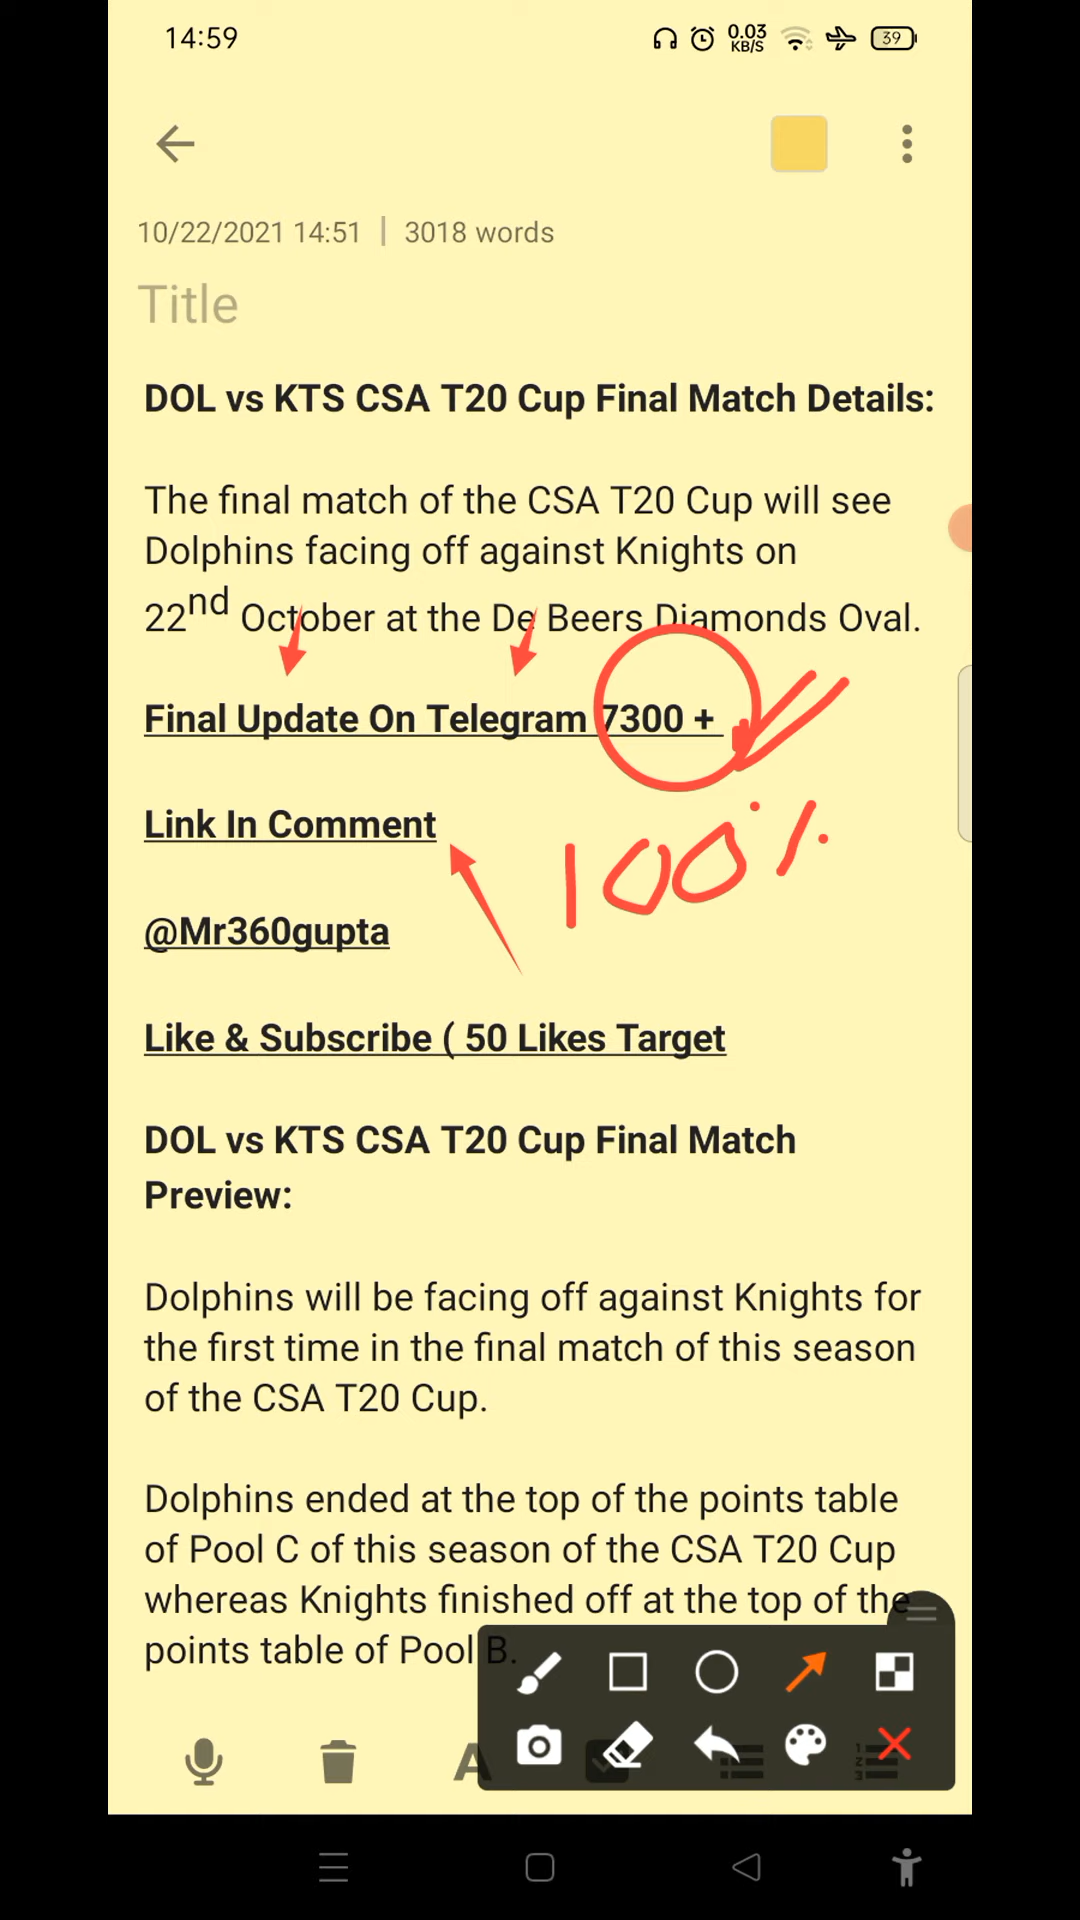 14:59
0.03
KB/S
39
10/22/2021 14:51 | 3018 words
Title
DOL vs KTS CSA T20 Cup Final Match Details:
The final match of the CSA T20 Cup will see
Dolphins facing off against Knights on
22nd October at the De Beers Diamonds Oval.
Final Update On Telegram 7300 +
Link In Comment
100%
@Mr360gupta
Like & Subscribe ( 50 Likes Target
DOL vs KTS CSA T20 Cup Final Match
Preview:
Dolphins will be facing off against Knights for
the first time in the final match of this season
of the CSA T20 Cup.
Dolphins ended at the top of the points table
of Pool C of this season of the CSA T20 Cup
whereas Knights finished off at the top of the
points table of Pool B.
A